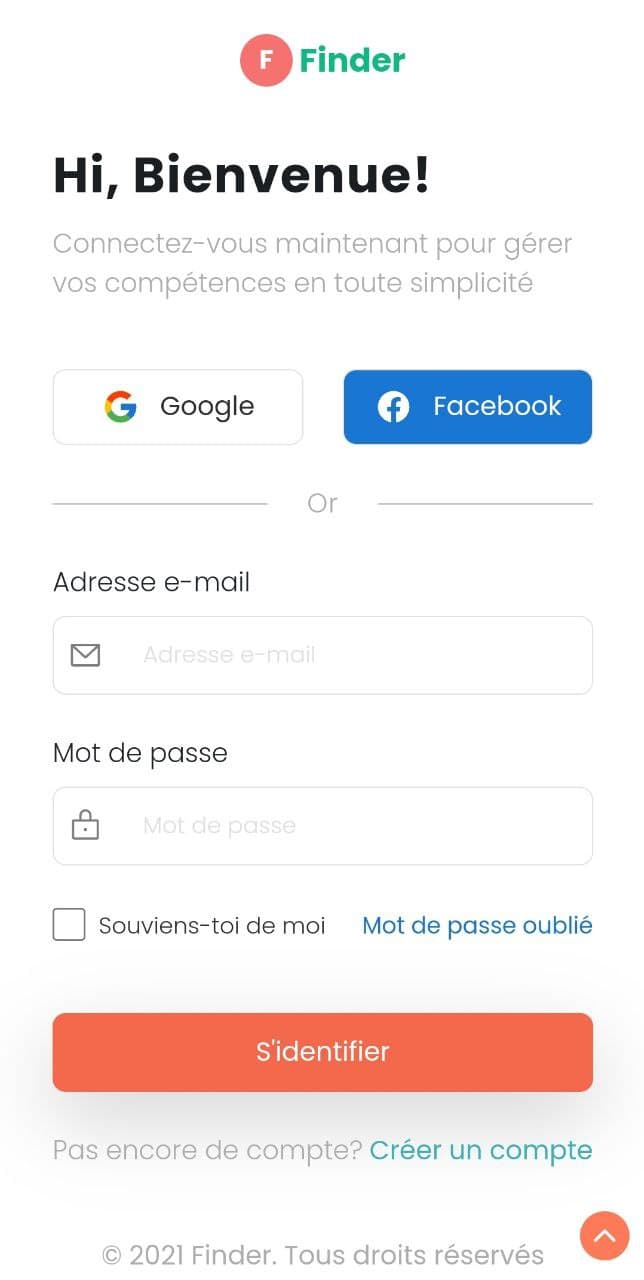 F Finder
Hi, Bienvenue!
Connectez-vous maintenant pour gérer
vos compétences en toute simplicité
Google Facebook
Or
Adresse e-mail
Adresse e-mail
Mot de passe
Mot de passe
Souviens-toi de moi Mot de passe oublié
S'identifier
Pas encore de compte? Créer un compte
© 2021 Finder. Tous droits réservés